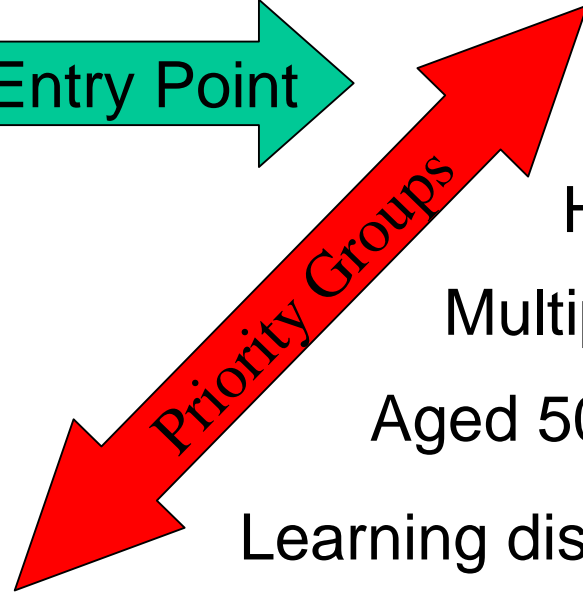 Entry Point
Priority Groups
H
Multip
Aged 50
Learning dis